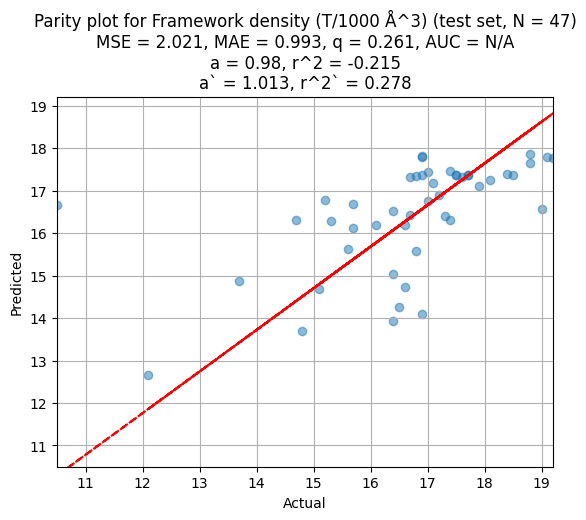 Parity plot for Framework density (T/1000 Å^3) (test set, N = 47)
MSE = 2.021, MAE = 0.993, q = 0.261, AUC = N/A
a = 0.98, r^2 = -0.215
a` = 1.013, r^2` = 0.278
19
18
17
16
15
14
13
12
11
Predicted
11 12 13 14 15 16 17 18 19
Actual